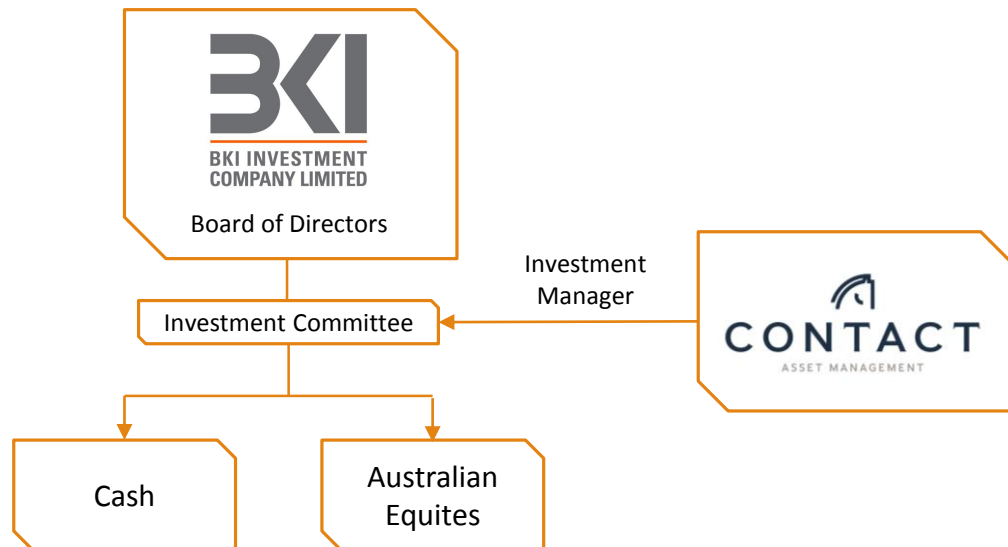 BKI
BKI INVESTMENT
COMPANY LIMITED
Board of Directors
Investment
Manager
Investment Committee
CONTACT
ASSET MANAGEMENT
Cash
Australian
Equites